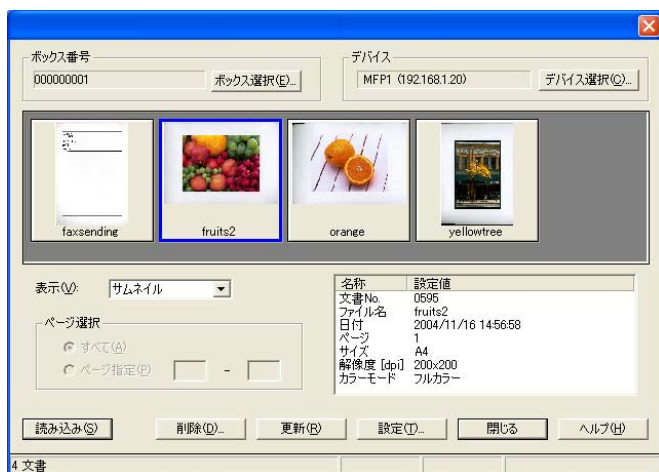 ボックス番号
000000001
ボックス選択(E)...
デバイス
MFP1 (192.168.1.20)
デバイス選択(C)...
faxsending
fruits2
orange
yellowtree
表示(V):
サムネイル
ページ選択
すべて(A)
ページ指定(P)
-
名称 設定値
文書No. 0595
ファイル名 fruits2
日付 2004/11/16 14:56:58
ページ 1
サイズ A4
解像度 [dpi] 200x200
カラーモード フルカラー
読み込み(S)
削除(D)...
更新(R)
設定(T)...
閉じる
ヘルプ(H)
4 文書